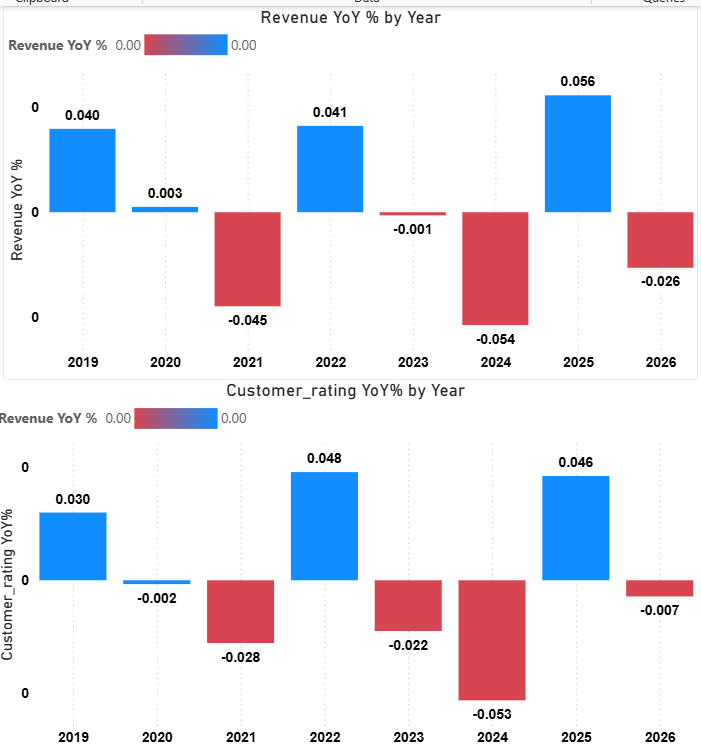 Clipboard Data Queries
Revenue YoY % by Year
Revenue YoY % 0.00 0.00
0.056
0 0.040 0.041
0.003
0
-0.001
-0.026
0 -0.045
-0.054
2019 2020 2021 2022 2023 2024 2025 2026
Revenue YoY %
Customer_rating YoY% by Year
Revenue YoY % 0.00 0.00
0 0.048 0.046
0.030
0
-0.002 -0.007
-0.022
-0.028
0
-0.053
2019 2020 2021 2022 2023 2024 2025 2026
Customer_rating YoY%